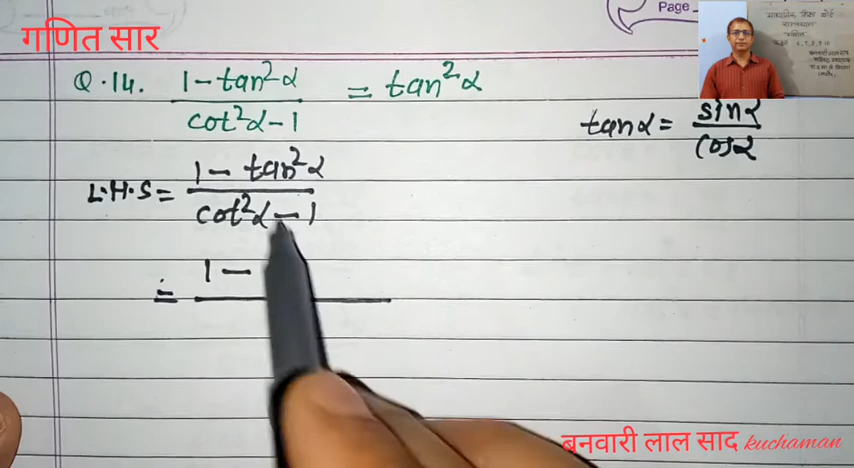 Page
गणित सार
Q.14. 1-tan²α / cot²α-1 = tan²α
tanα = sinα / cosα
L.H.S = 1- tan²α / cot²α-1
= 1-
बनवारी लाल साद kuchaman